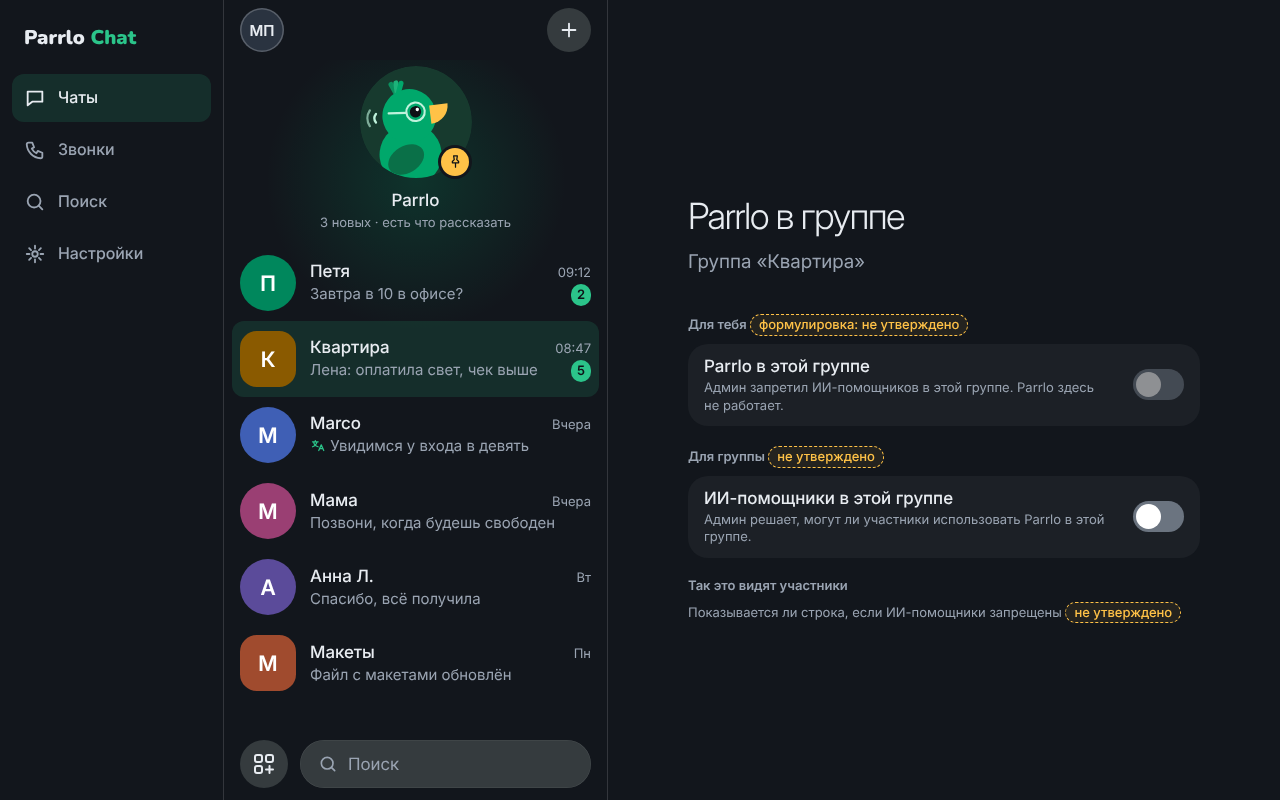 Parrlo Chat
Чаты
Звонки
Поиск
Настройки
МП
Parrlo
3 новых · есть что рассказать
П
Петя
09:12
Завтра в 10 в офисе?
2
К
Квартира
08:47
Лена: оплатила свет, чек выше
5
M
Marco
Вчера
Увидимся у входа в девять
М
Мама
Вчера
Позвони, когда будешь свободен
А
Анна Л.
Вт
Спасибо, всё получила
М
Макеты
Пн
Файл с макетами обновлён
Поиск
Parrlo в группе
Группа «Квартира»
Для тебя формулировка: не утверждено
Parrlo в этой группе
Админ запретил ИИ-помощников в этой группе. Parrlo здесь
не работает.
Для группы не утверждено
ИИ-помощники в этой группе
Админ решает, могут ли участники использовать Parrlo в этой
группе.
Так это видят участники
Показывается ли строка, если ИИ-помощники запрещены не утверждено